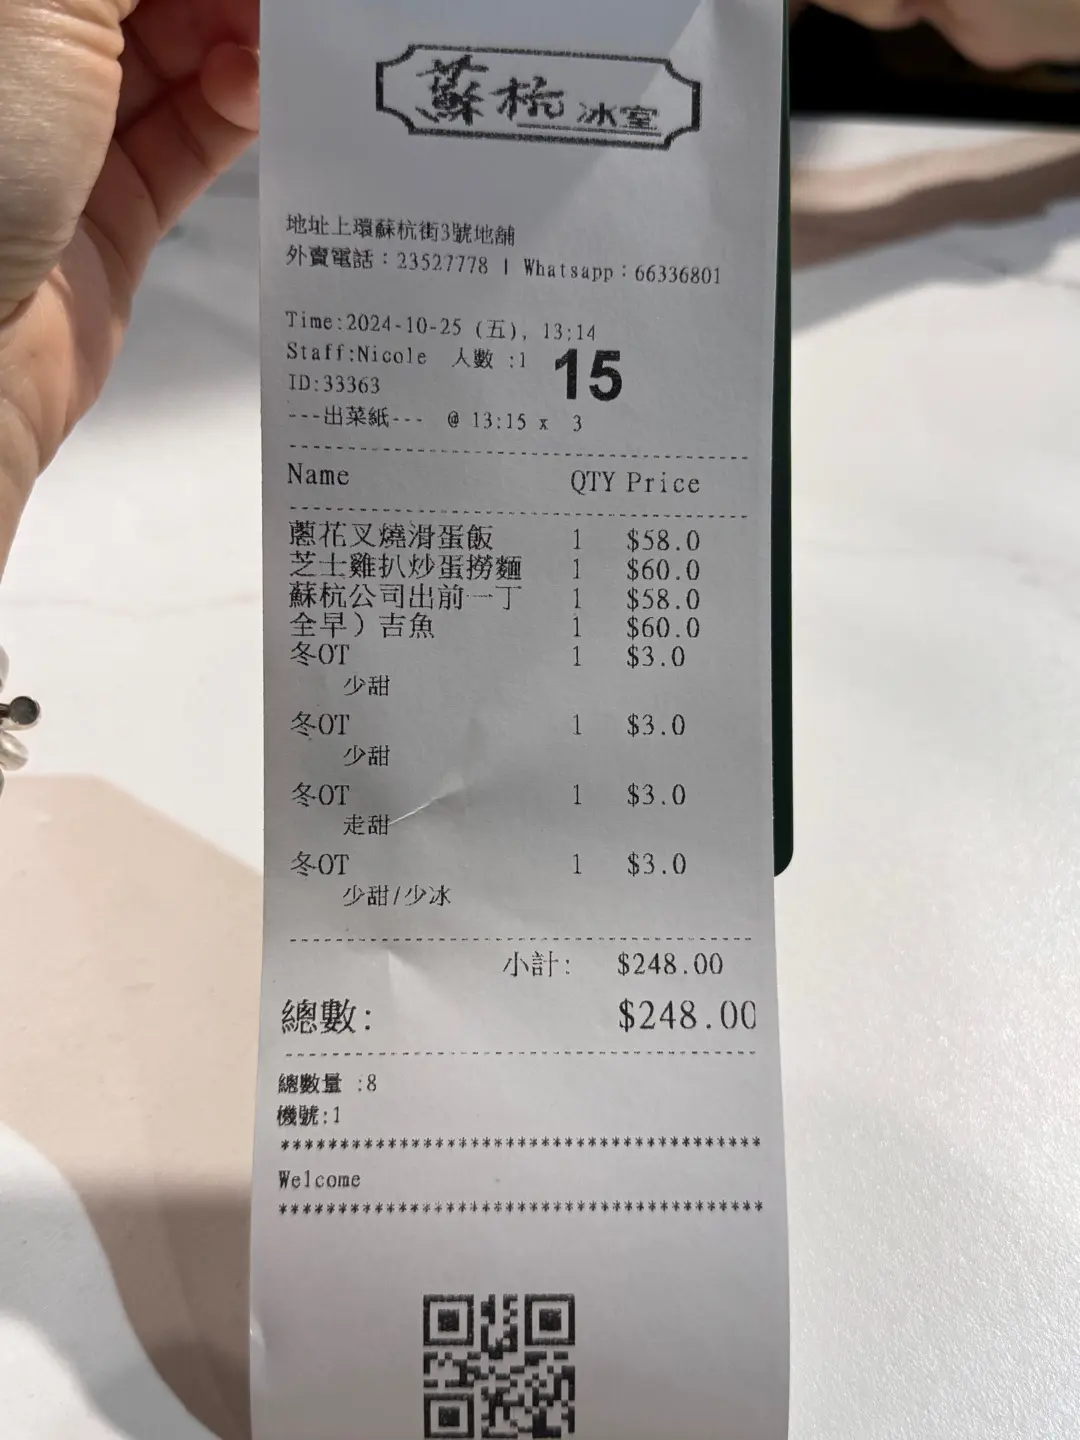 蘇杭 冰室
地址上環蘇杭街3號地舖
外賣電話：23527778 | Whatsapp：66336801
Time:2024-10-25 (五), 13:14
Staff:Nicole 人數 :1 15
ID:33363
---出菜紙--- @ 13:15 x 3
Name QTY Price
蔥花叉燒滑蛋飯 1 $58.0
芝士雞扒炒蛋撈麵 1 $60.0
蘇杭公司出前一丁 1 $58.0
全早）吉魚 1 $60.0
冬OT 1 $3.0
少甜
冬OT 1 $3.0
少甜
冬OT 1 $3.0
走甜
冬OT 1 $3.0
少甜/少冰
小計: $248.00
總數: $248.00
總數量 :8
機號:1
*****************************************
Welcome
*****************************************